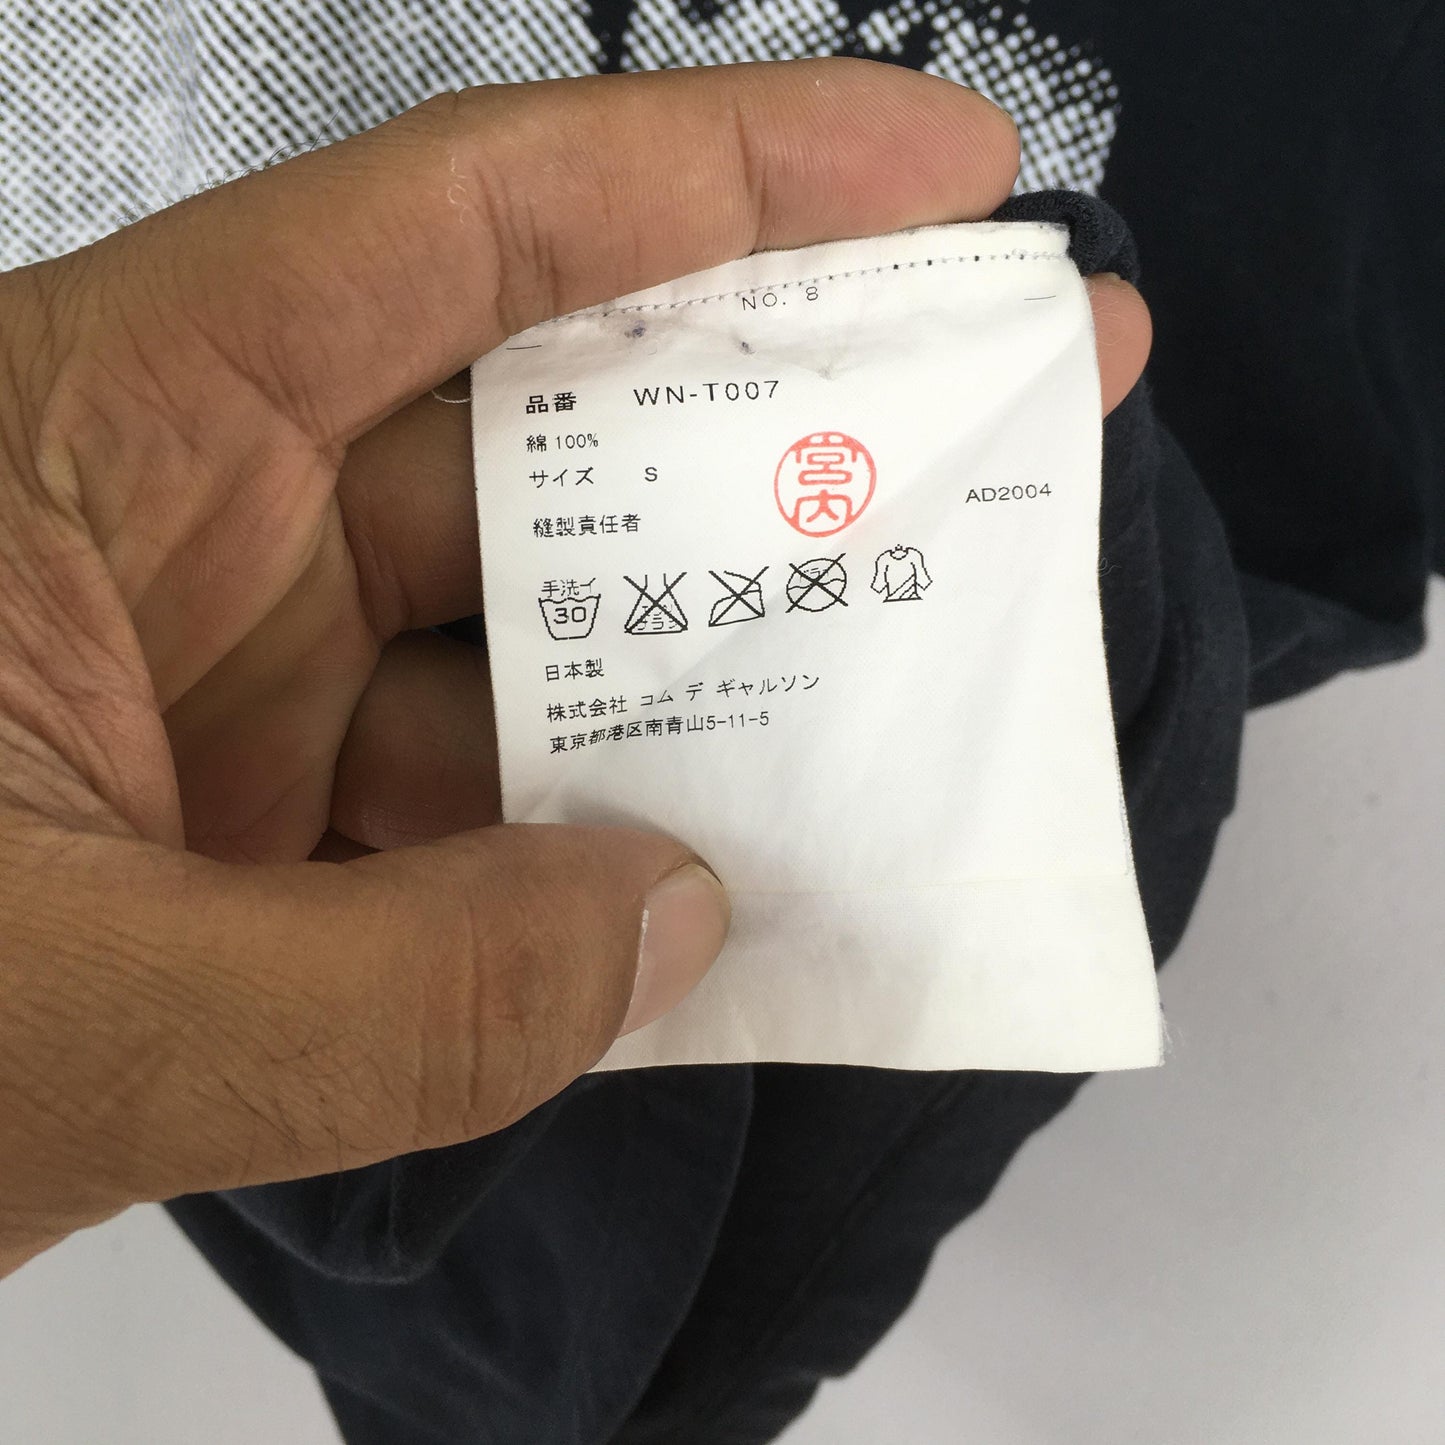 NO. 8
品番 WN-T007
綿 100%
サイズ S
宮内
AD2004
縫製責任者
手洗イ
30
日本製
株式会社 コム デ ギャルソン
東京都港区南青山5-11-5